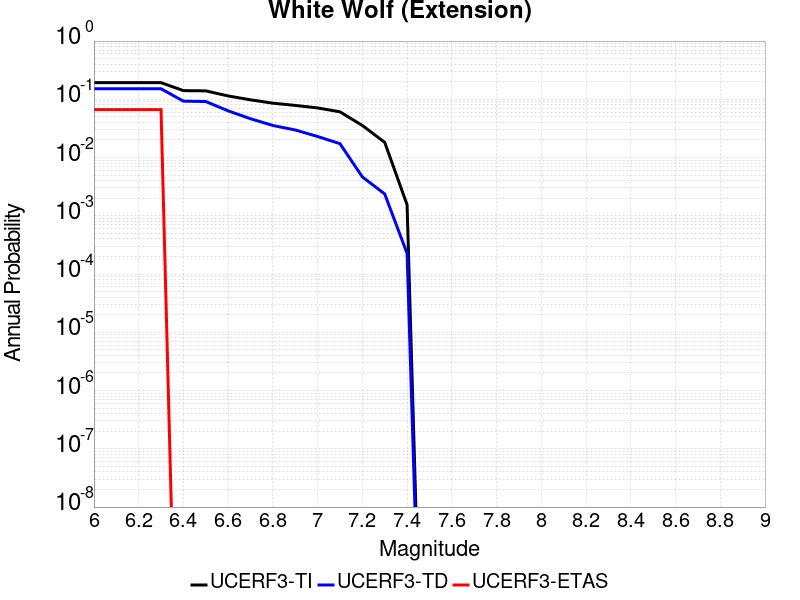 White Wolf (Extension)
10^0
10^-1
10^-2
10^-3
10^-4
10^-5
10^-6
10^-7
10^-8
Annual Probability
6 6.2 6.4 6.6 6.8 7 7.2 7.4 7.6 7.8 8 8.2 8.4 8.6 8.8 9
Magnitude
UCERF3-TI UCERF3-TD UCERF3-ETAS